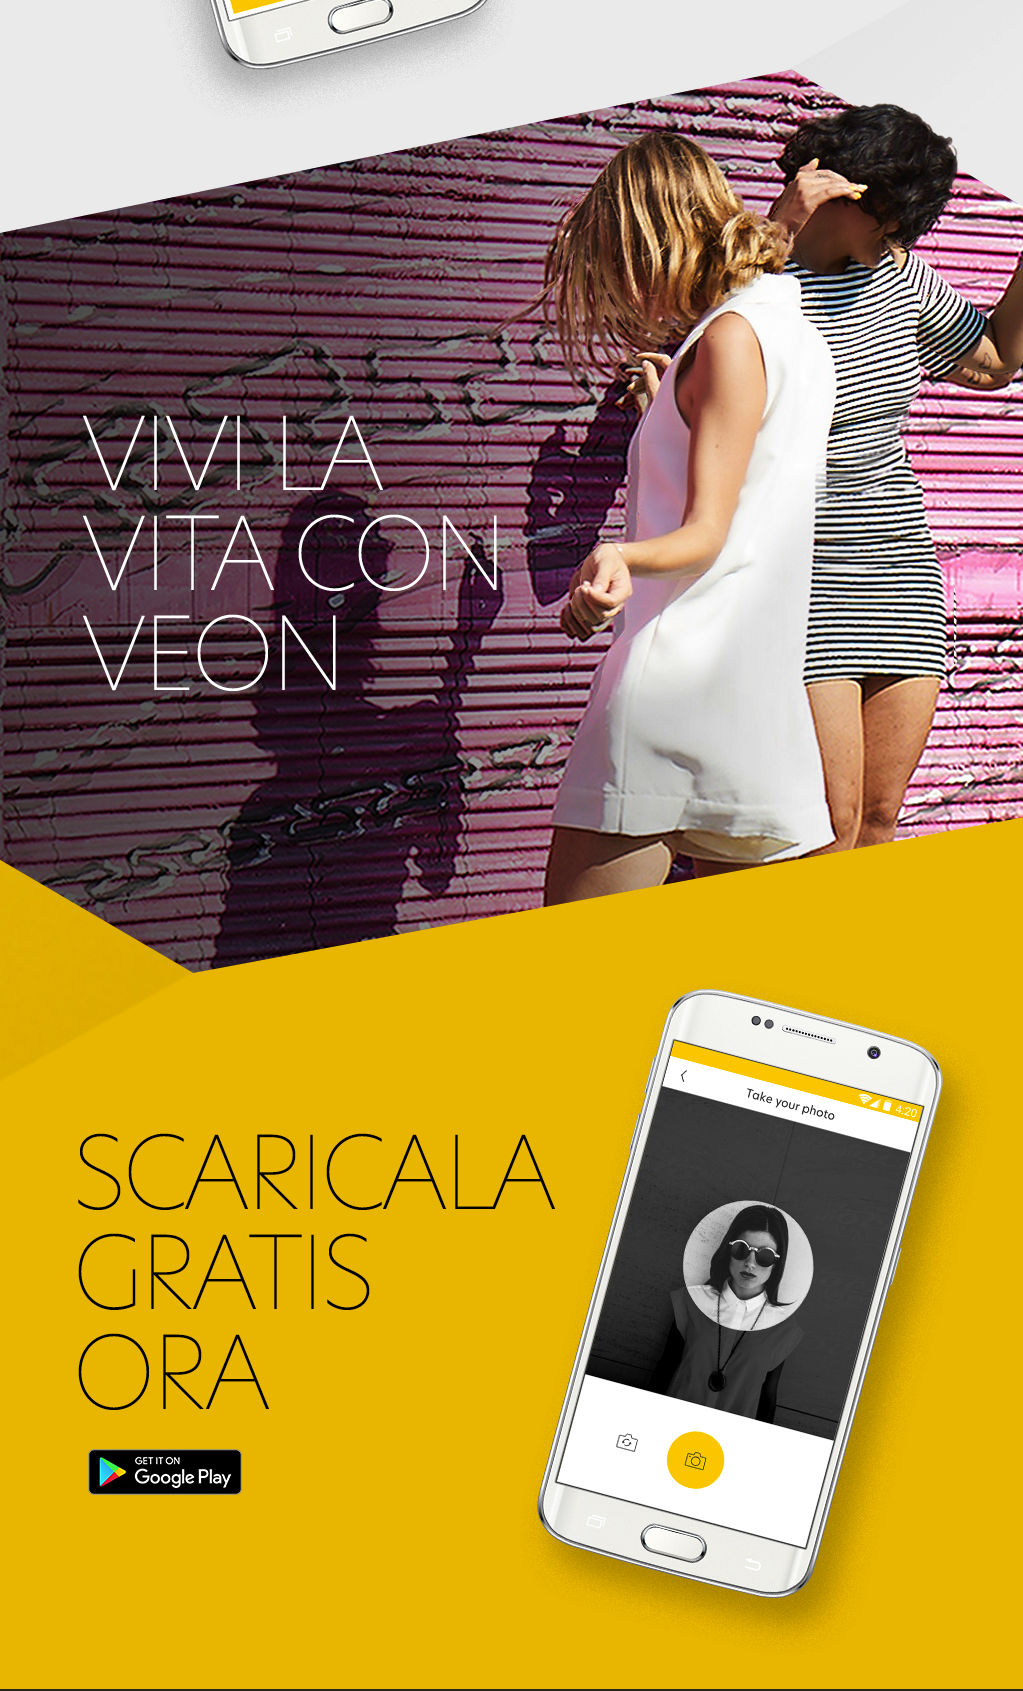 VIVI LA
VITA CON
VEON
4:20
Take your photo
SCARICALA
GRATIS
ORA
GET IT ON
Google Play